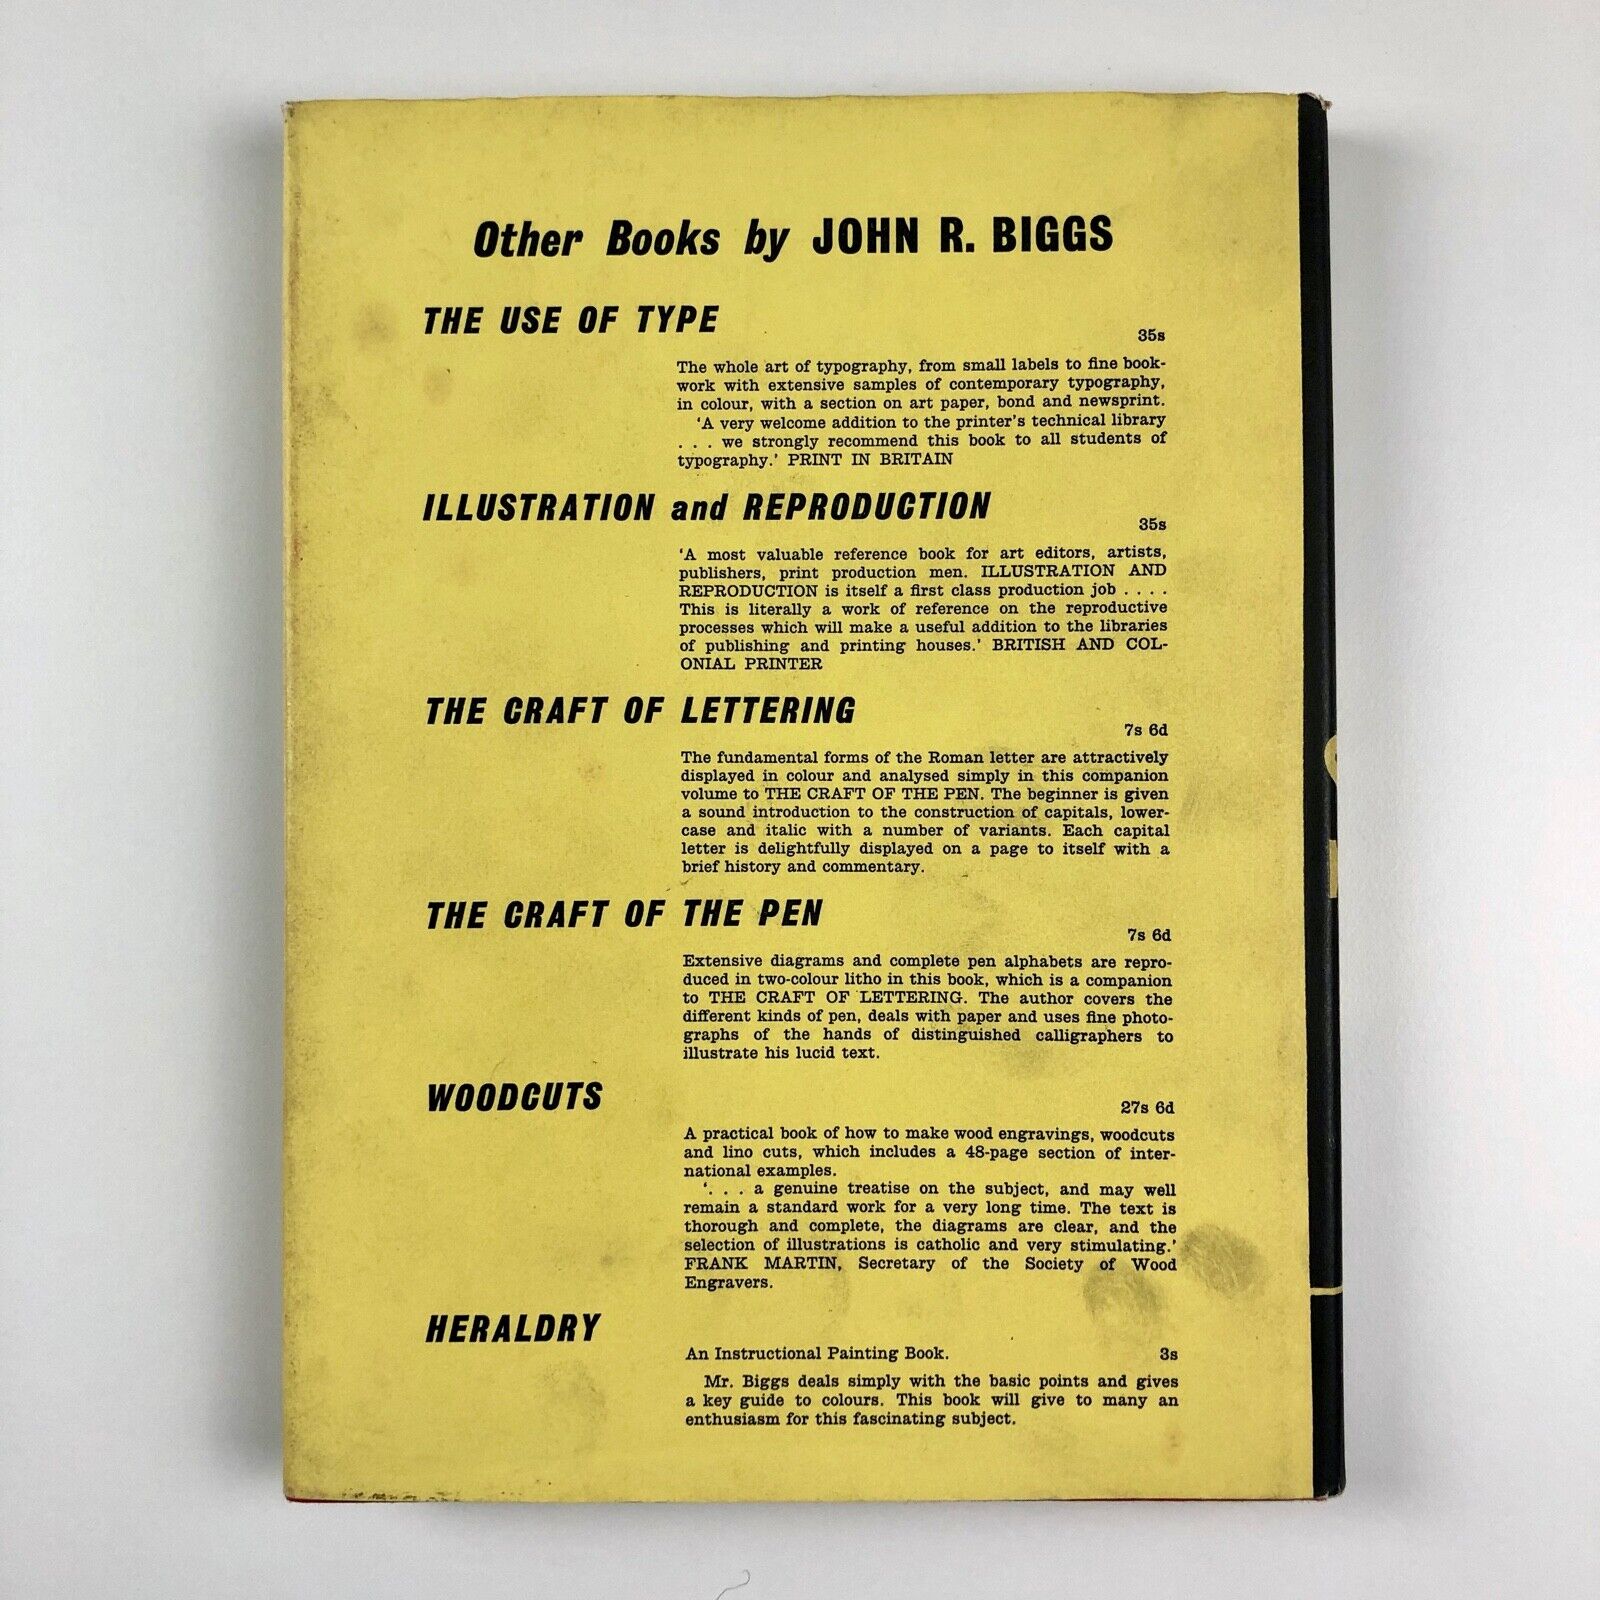 Other Books by JOHN R. BIGGS
THE USE OF TYPE
35s
The whole art of typography, from small labels to fine book-
work with extensive samples of contemporary typography,
in colour, with a section on art paper, bond and newsprint.
'A very welcome addition to the printer's technical library
. . . we strongly recommend this book to all students of
typography.' PRINT IN BRITAIN
ILLUSTRATION and REPRODUCTION
35s
'A most valuable reference book for art editors, artists,
publishers, print production men. ILLUSTRATION AND
REPRODUCTION is itself a first class production job . . . .
This is literally a work of reference on the reproductive
processes which will make a useful addition to the libraries
of publishing and printing houses.' BRITISH AND COL-
ONIAL PRINTER
THE CRAFT OF LETTERING
7s 6d
The fundamental forms of the Roman letter are attractively
displayed in colour and analysed simply in this companion
volume to THE CRAFT OF THE PEN. The beginner is given
a sound introduction to the construction of capitals, lower-
case and italic with a number of variants. Each capital
letter is delightfully displayed on a page to itself with a
brief history and commentary.
THE CRAFT OF THE PEN
7s 6d
Extensive diagrams and complete pen alphabets are repro-
duced in two-colour litho in this book, which is a companion
to THE CRAFT OF LETTERING. The author covers the
different kinds of pen, deals with paper and uses fine photo-
graphs of the hands of distinguished calligraphers to
illustrate his lucid text.
WOODCUTS
27s 6d
A practical book of how to make wood engravings, woodcuts
and lino cuts, which includes a 48-page section of inter-
national examples.
'. . . a genuine treatise on the subject, and may well
remain a standard work for a very long time. The text is
thorough and complete, the diagrams are clear, and the
selection of illustrations is catholic and very stimulating.'
FRANK MARTIN, Secretary of the Society of Wood
Engravers.
HERALDRY
An Instructional Painting Book. 3s
Mr. Biggs deals simply with the basic points and gives
a key guide to colours. This book will give to many an
enthusiasm for this fascinating subject.